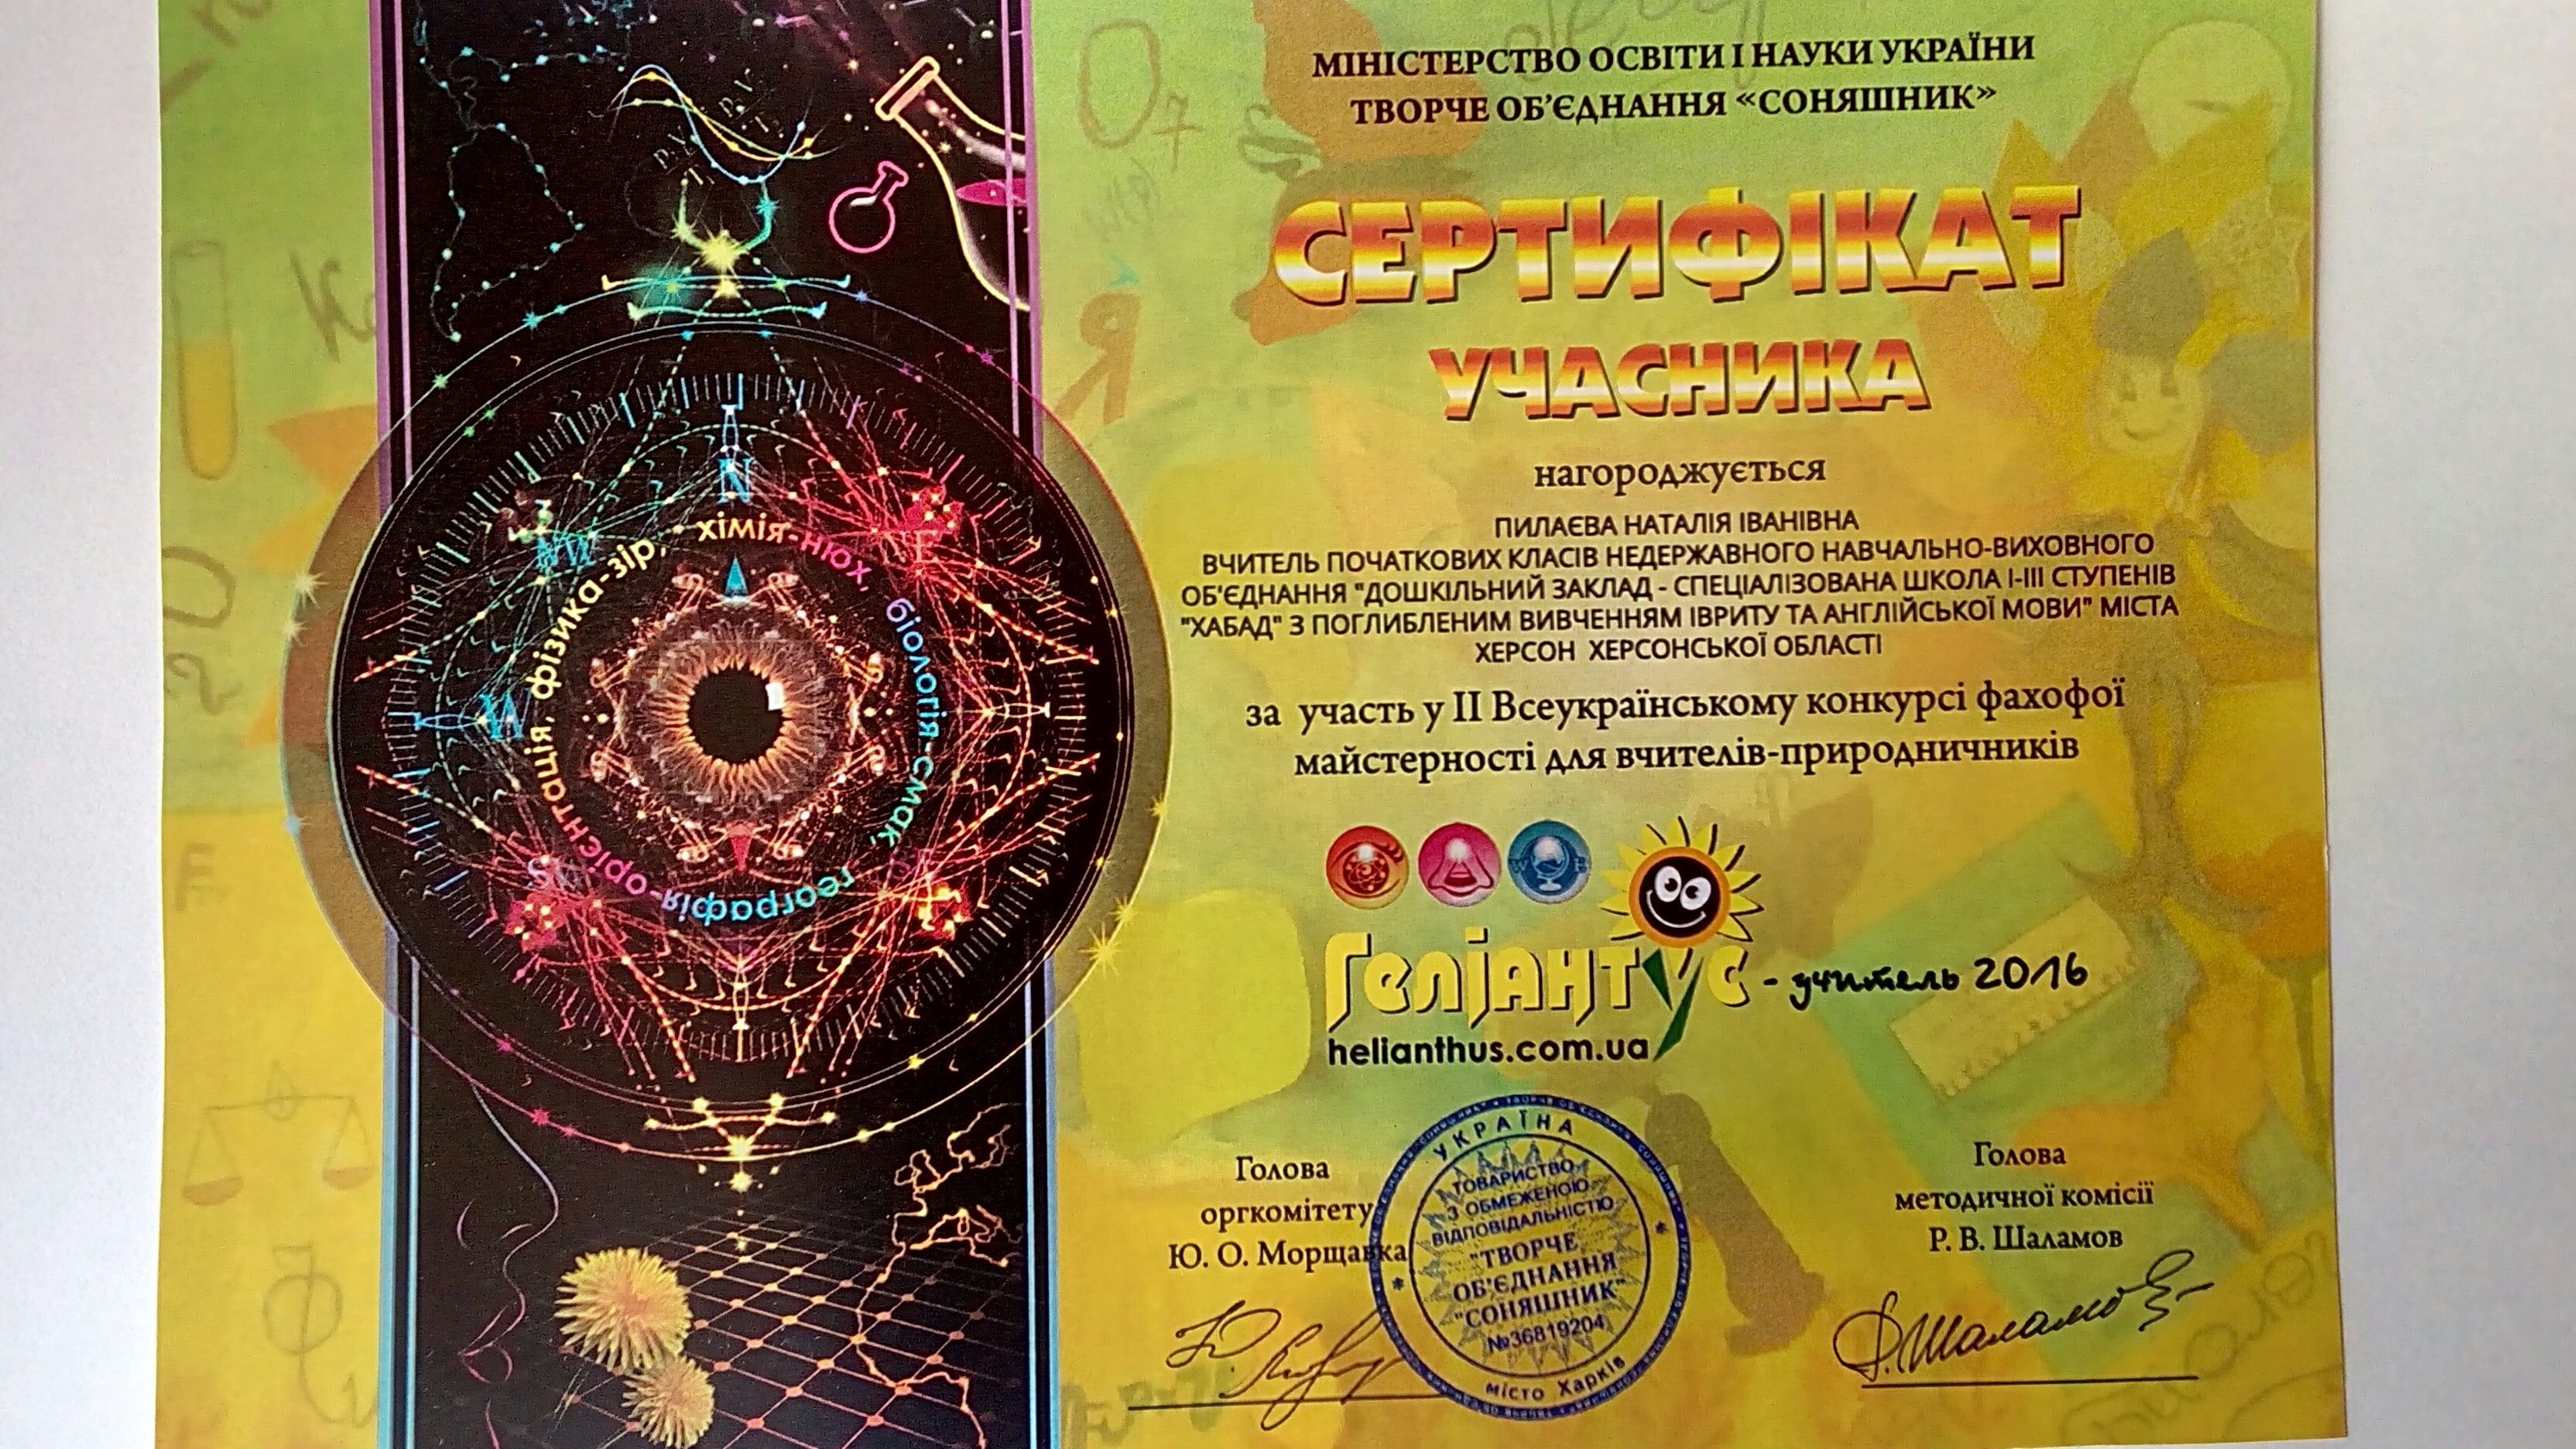 МІНІСТЕРСТВО ОСВІТИ І НАУКИ УКРАЇНИ
ТВОРЧЕ ОБ’ЄДНАННЯ «СОНЯШНИК»
СЕРТИФІКАТ
УЧАСНИКА
нагороджується
ПИЛАЄВА НАТАЛІЯ ІВАНІВНА
ВЧИТЕЛЬ ПОЧАТКОВИХ КЛАСІВ НЕДЕРЖАВНОГО НАВЧАЛЬНО-ВИХОВНОГО
ОБ'ЄДНАННЯ "ДОШКІЛЬНИЙ ЗАКЛАД - СПЕЦІАЛІЗОВАНА ШКОЛА І-ІІІ СТУПЕНІВ
"ХАБАД" З ПОГЛИБЛЕНИМ ВИВЧЕННЯМ ІВРИТУ ТА АНГЛІЙСЬКОЇ МОВИ" МІСТА
ХЕРСОН ХЕРСОНСЬКОЇ ОБЛАСТІ
за участь у II Всеукраїнському конкурсі фахофої
майстерності для вчителів-природничників
Геліантус - учитель 2016
helianthus.com.ua
Голова
оргкомітету
Ю. О. Морщавка
Голова
методичної комісії
Р. В. Шаламов
Р.Шаламов
УКРАЇНА
ТОВАРИСТВО
З ОБМЕЖЕНОЮ
ВІДПОВІДАЛЬНІСТЮ
"ТВОРЧЕ
ОБ'ЄДНАННЯ
"СОНЯШНИК"
№36819204
місто Харків
фізика-зір, хімія-нюх, біологія-смак, географія-орієнтація,
N
NW
W
E